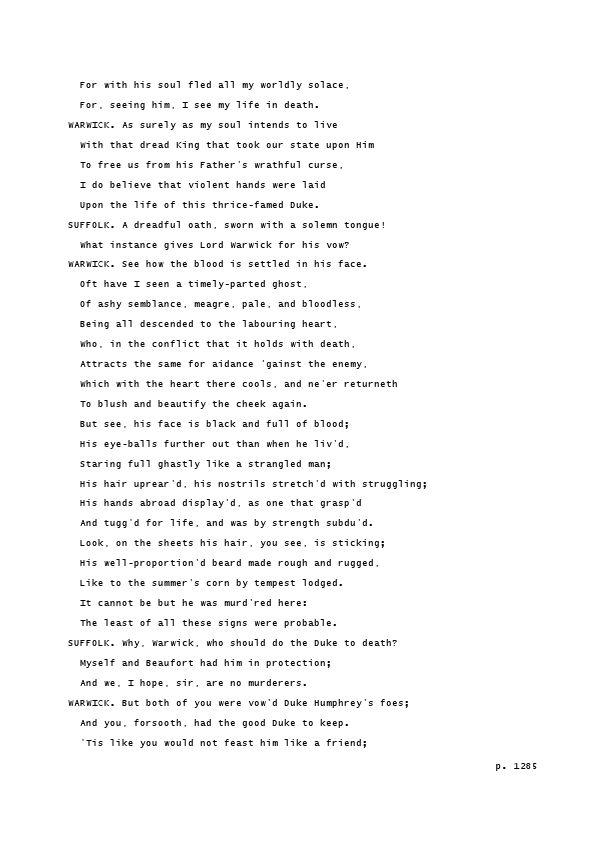 For with his soul fled all my worldly solace,
For, seeing him, I see my life in death.
WARWICK. As surely as my soul intends to live
With that dread King that took our state upon Him
To free us from his Father's wrathful curse,
I do believe that violent hands were laid
Upon the life of this thrice-famed Duke.
SUFFOLK. A dreadful oath, sworn with a solemn tongue!
What instance gives Lord Warwick for his vow?
WARWICK. See how the blood is settled in his face.
Oft have I seen a timely-parted ghost,
Of ashy semblance, meagre, pale, and bloodless,
Being all descended to the labouring heart,
Who, in the conflict that it holds with death,
Attracts the same for aidance 'gainst the enemy,
Which with the heart there cools, and ne'er returneth
To blush and beautify the cheek again.
But see, his face is black and full of blood;
His eye-balls further out than when he liv'd,
Staring full ghastly like a strangled man;
His hair uprear'd, his nostrils stretch'd with struggling;
His hands abroad display'd, as one that grasp'd
And tugg'd for life, and was by strength subdu'd.
Look, on the sheets his hair, you see, is sticking;
His well-proportion'd beard made rough and rugged,
Like to the summer's corn by tempest lodged.
It cannot be but he was murd'red here:
The least of all these signs were probable.
SUFFOLK. Why, Warwick, who should do the Duke to death?
Myself and Beaufort had him in protection;
And we, I hope, sir, are no murderers.
WARWICK. But both of you were vow'd Duke Humphrey's foes;
And you, forsooth, had the good Duke to keep.
'Tis like you would not feast him like a friend;
p. 1285